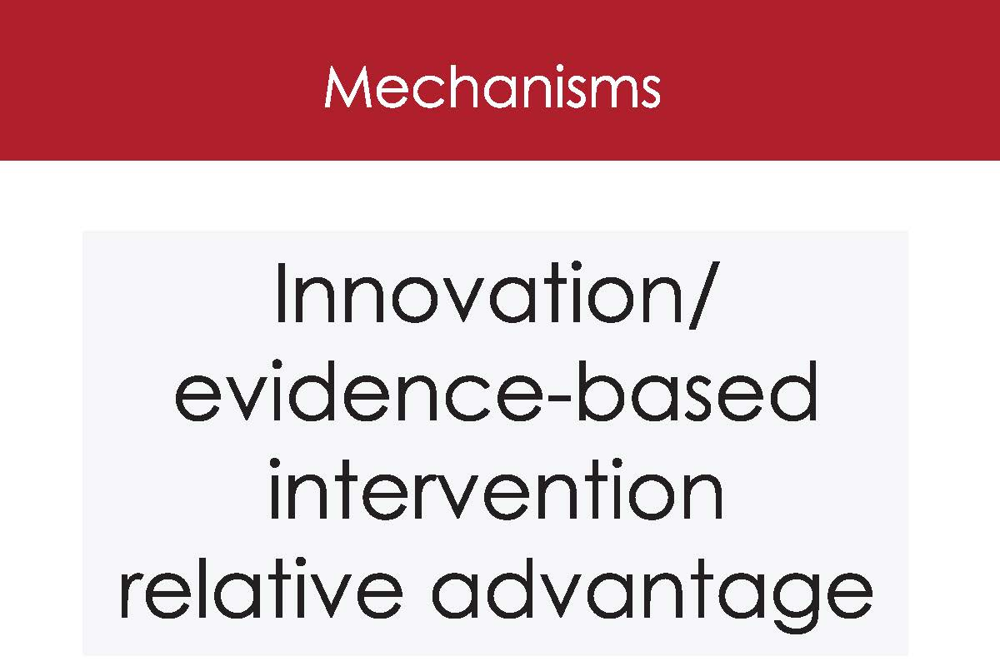 Mechanisms
Innovation/
evidence-based
intervention
relative advantage